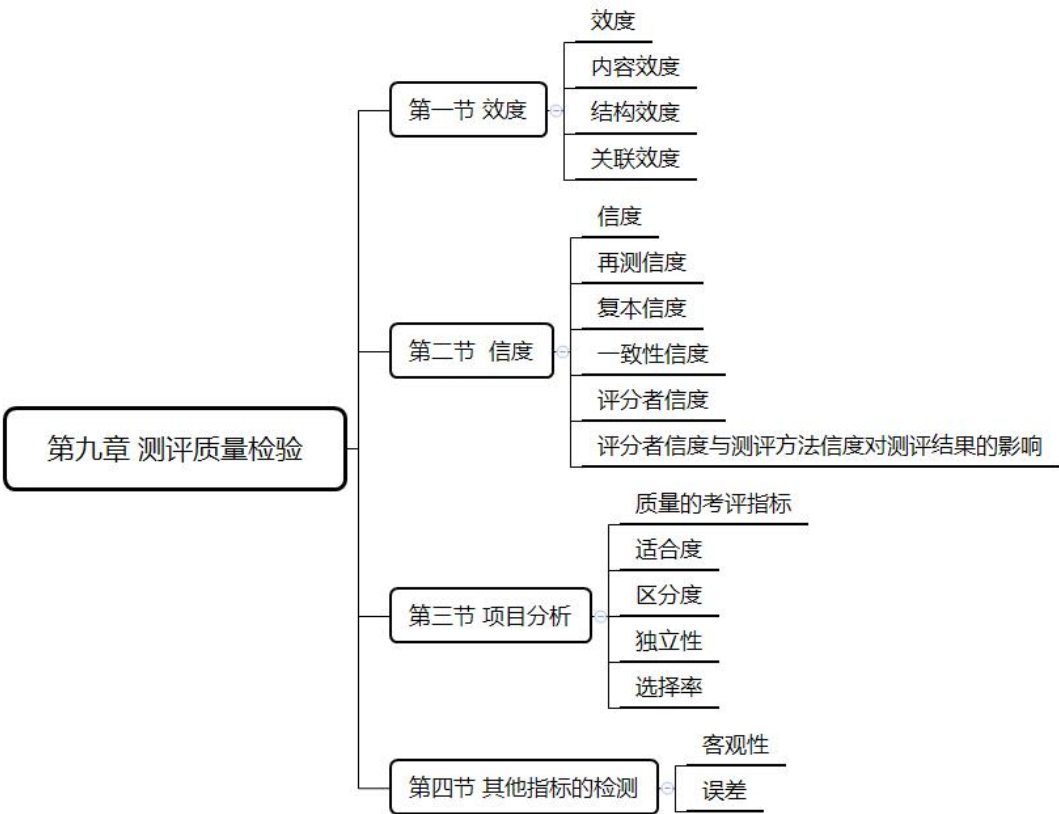 第九章 测评质量检验
第一节 效度
效度
内容效度
结构效度
关联效度
第二节 信度
信度
再测信度
复本信度
一致性信度
评分者信度
评分者信度与测评方法信度对测评结果的影响
第三节 项目分析
质量的考评指标
适合度
区分度
独立性
选择率
第四节 其他指标的检测
客观性
误差